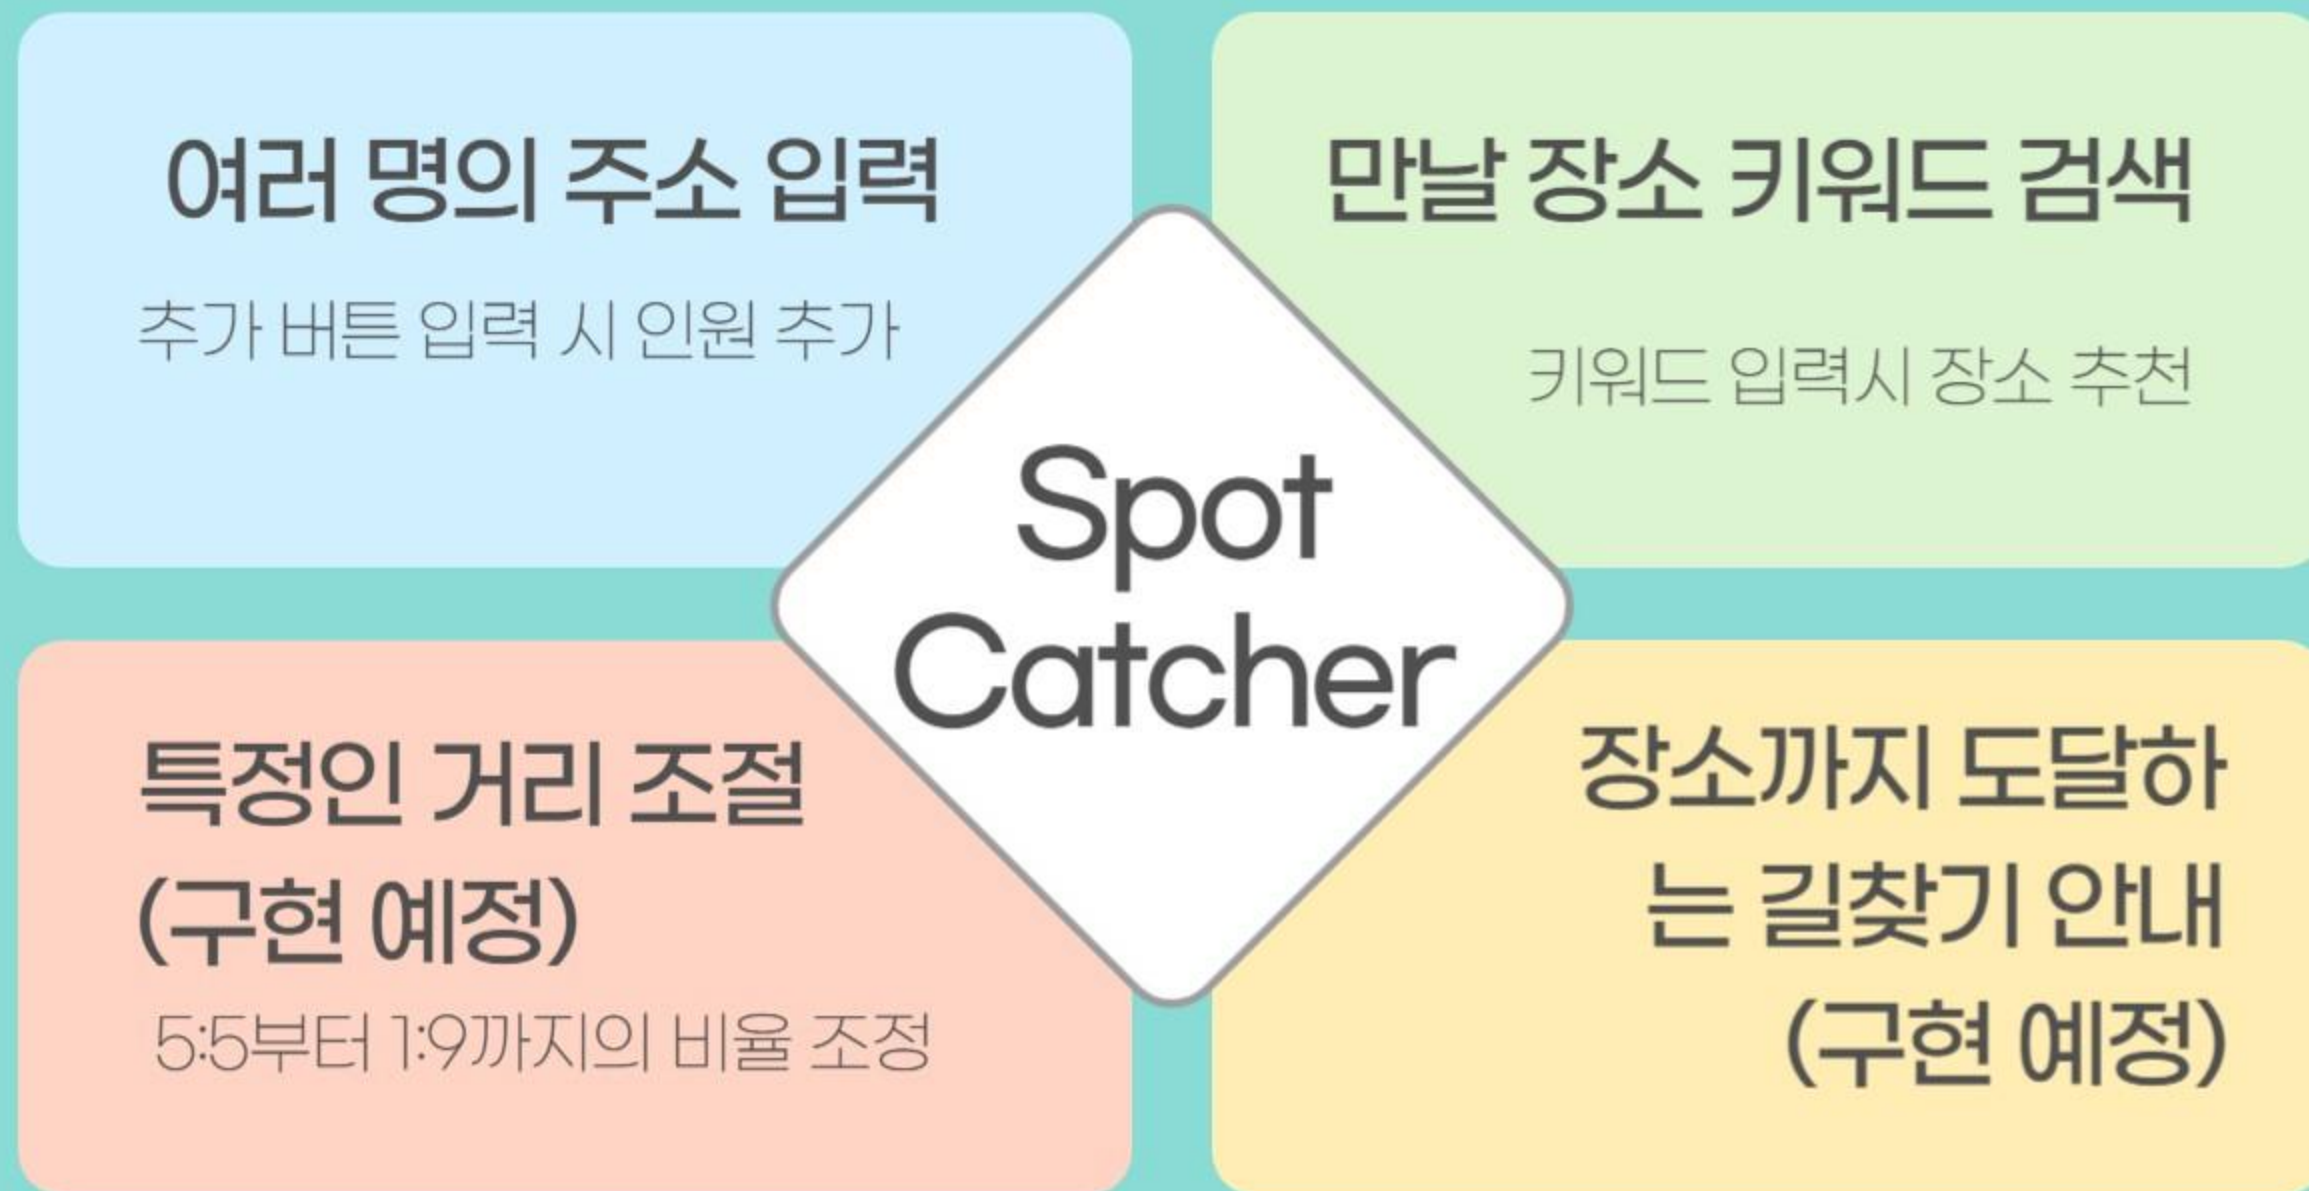 여러 명의 주소 입력
추가 버튼 입력 시 인원 추가
만날 장소 키워드 검색
키워드 입력시 장소 추천
Spot
Catcher
특정인 거리 조절
(구현 예정)
5:5부터 1:9까지의 비율 조정
장소까지 도달하
는 길찾기 안내
(구현 예정)